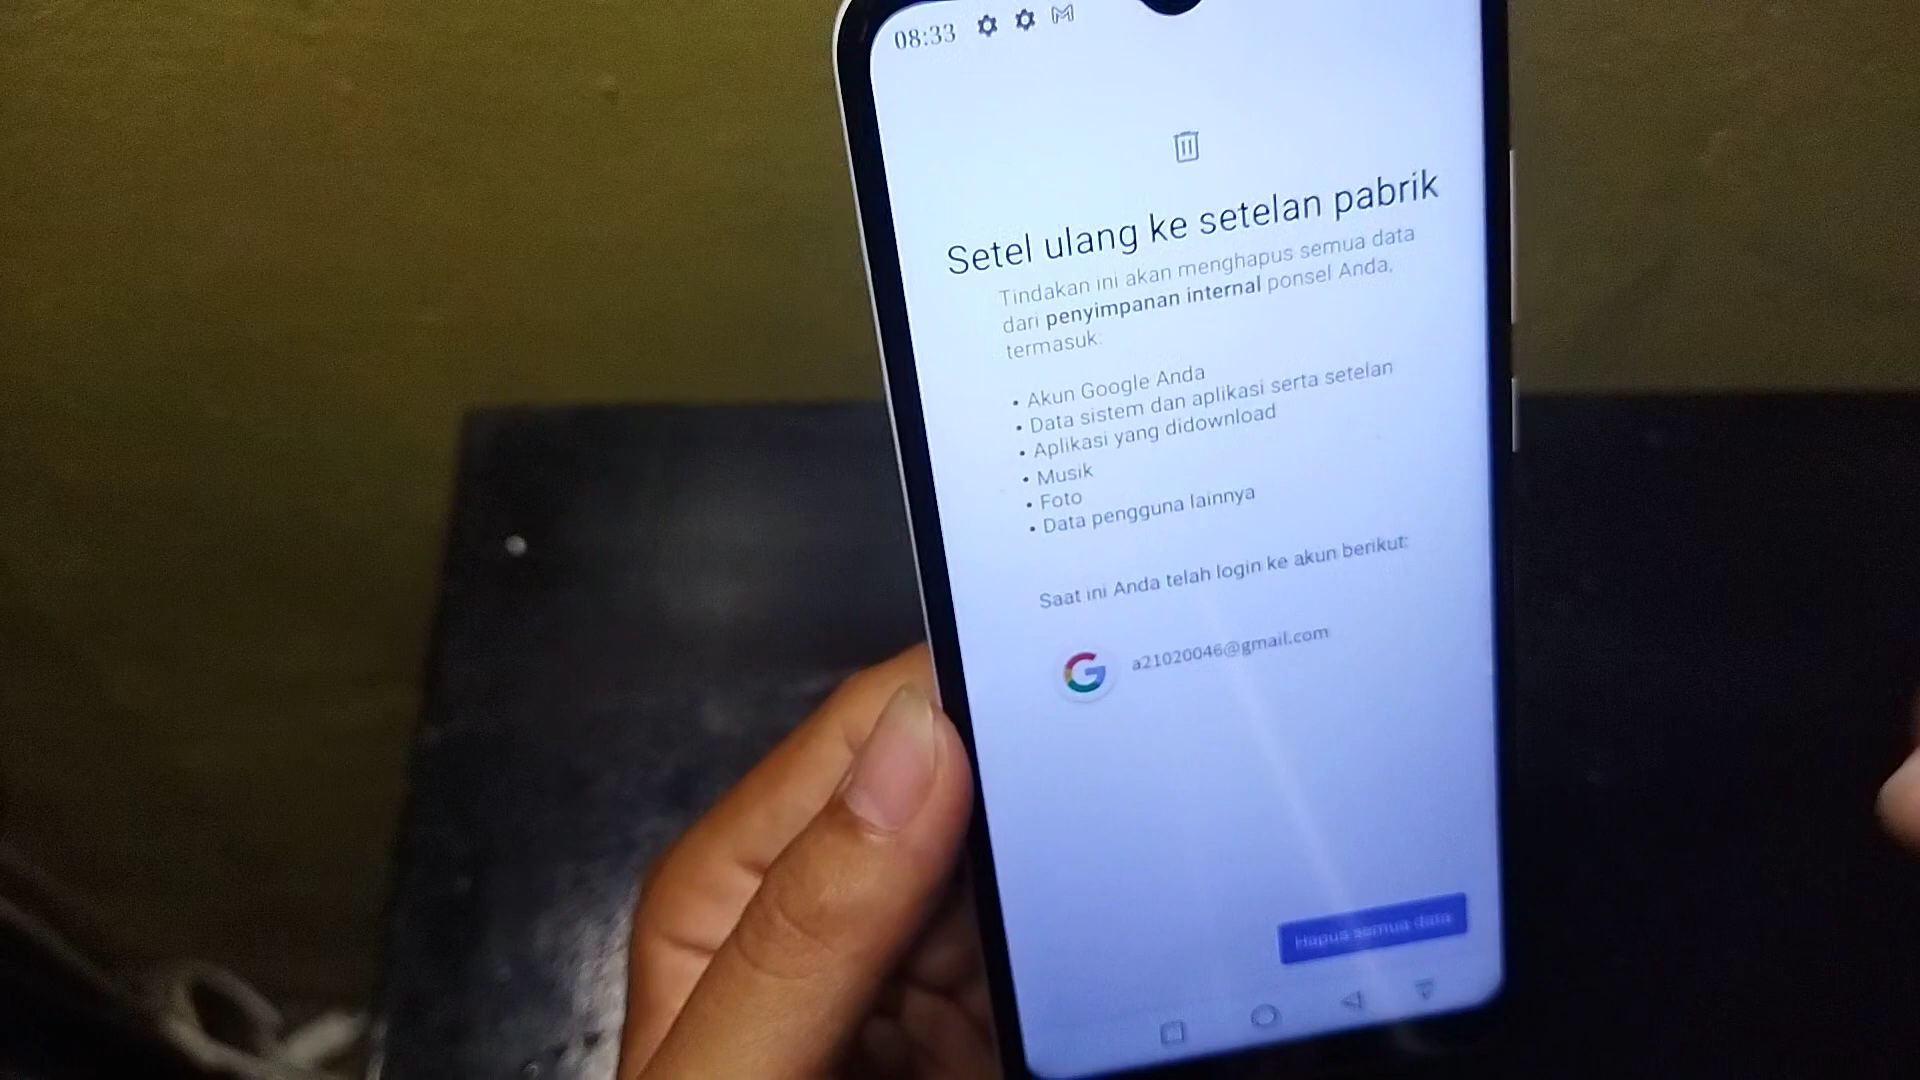 08:33
Setel ulang ke setelan pabrik
Tindakan ini akan menghapus semua data
dari penyimpanan internal ponsel Anda,
termasuk:
• Akun Google Anda
• Data sistem dan aplikasi serta setelan
• Aplikasi yang didownload
• Musik
• Foto
• Data pengguna lainnya
Saat ini Anda telah login ke akun berikut:
G a21020046@gmail.com
Hapus semua data